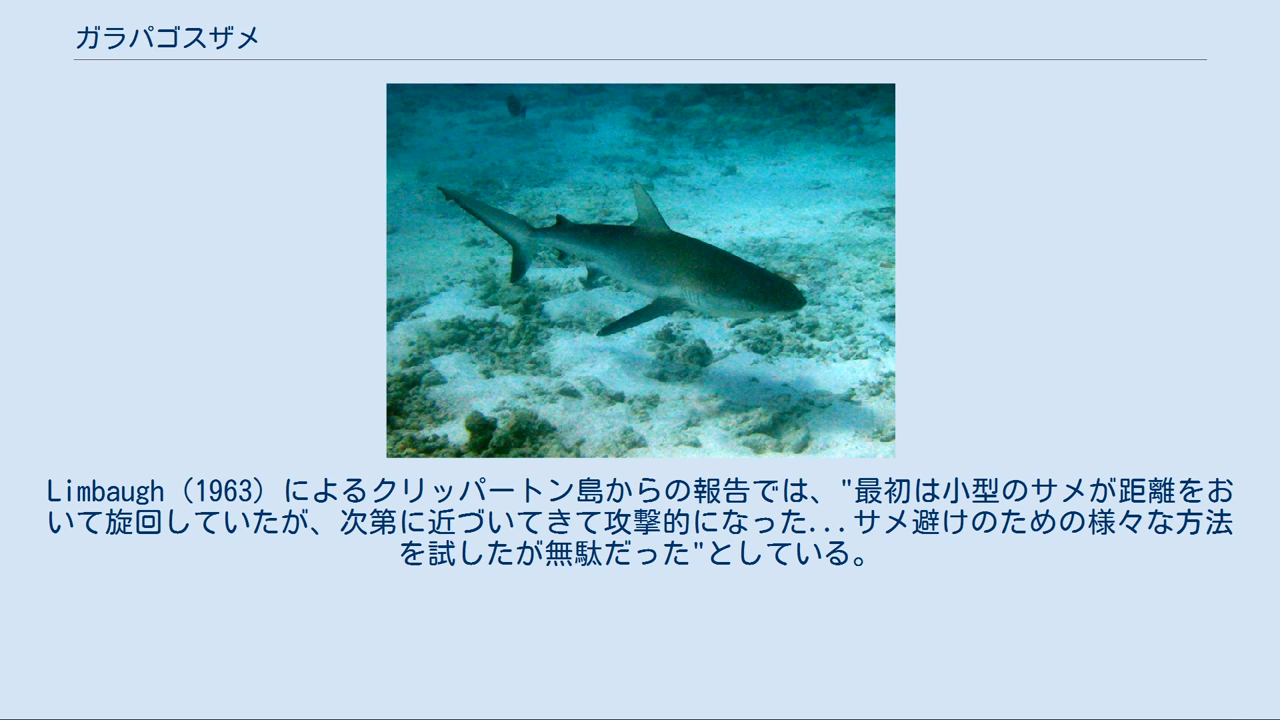 ガラパゴスザメ
Limbaugh（1963）によるクリッパートン島からの報告では、"最初は小型のサメが距離をお
いて旋回していたが、次第に近づいてきて攻撃的になった...サメ避けのための様々な方法
を試したが無駄だった"としている。